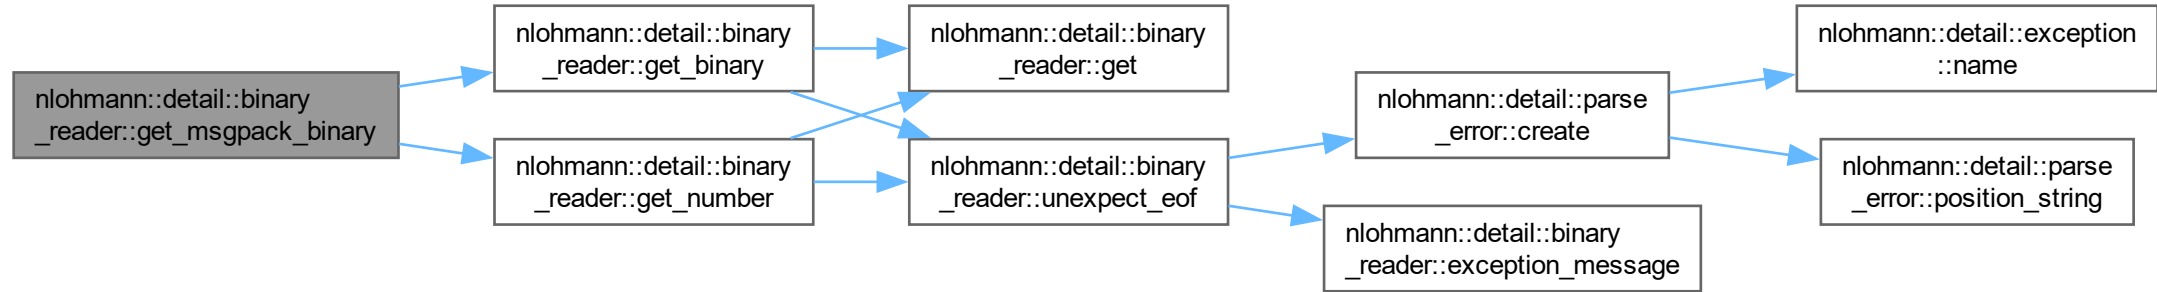 nlohmann::detail::binary
_reader::get_msgpack_binary
nlohmann::detail::binary
_reader::get_binary
nlohmann::detail::binary
_reader::get_number
nlohmann::detail::binary
_reader::get
nlohmann::detail::binary
_reader::unexpect_eof
nlohmann::detail::parse
_error::create
nlohmann::detail::binary
_reader::exception_message
nlohmann::detail::exception
::name
nlohmann::detail::parse
_error::position_string